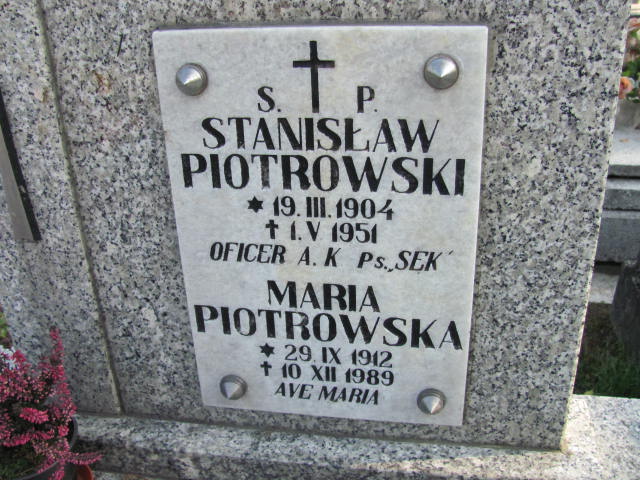 S. P.
STANISŁAW
PIOTROWSKI
✶ 19.III.1904
✝ 1.V 1951
OFICER A.K Ps.„SĘK"
MARIA
PIOTROWSKA
✶ 29.IX 1912
✝ 10 XII 1989
AVE MARIA